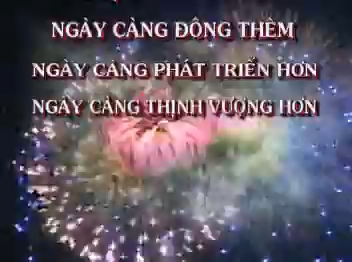 NGÀY CÀNG ĐÔNG THÊM
NGÀY CÀNG PHÁT TRIỂN HƠN
NGÀY CÀNG THỊNH VƯỢNG HƠN